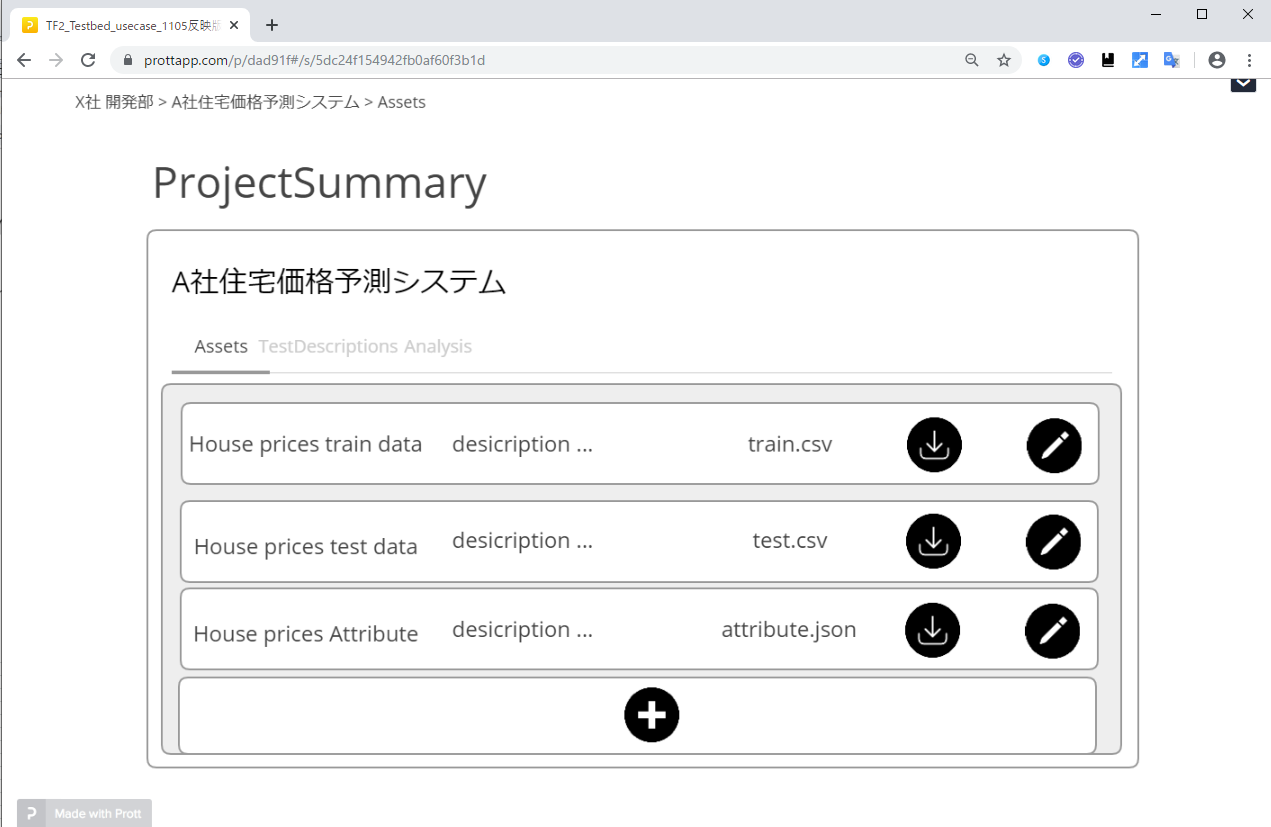 TF2_Testbed_usecase_1105反映版
prottapp.com/p/dad91f#/s/5dc24f154942fb0af60f3b1d
X社 開発部 > A社住宅価格予測システム > Assets
ProjectSummary
A社住宅価格予測システム
Assets TestDescriptions Analysis
House prices train data desicription ... train.csv
House prices test data desicription ... test.csv
House prices Attribute desicription ... attribute.json
Made with Prott